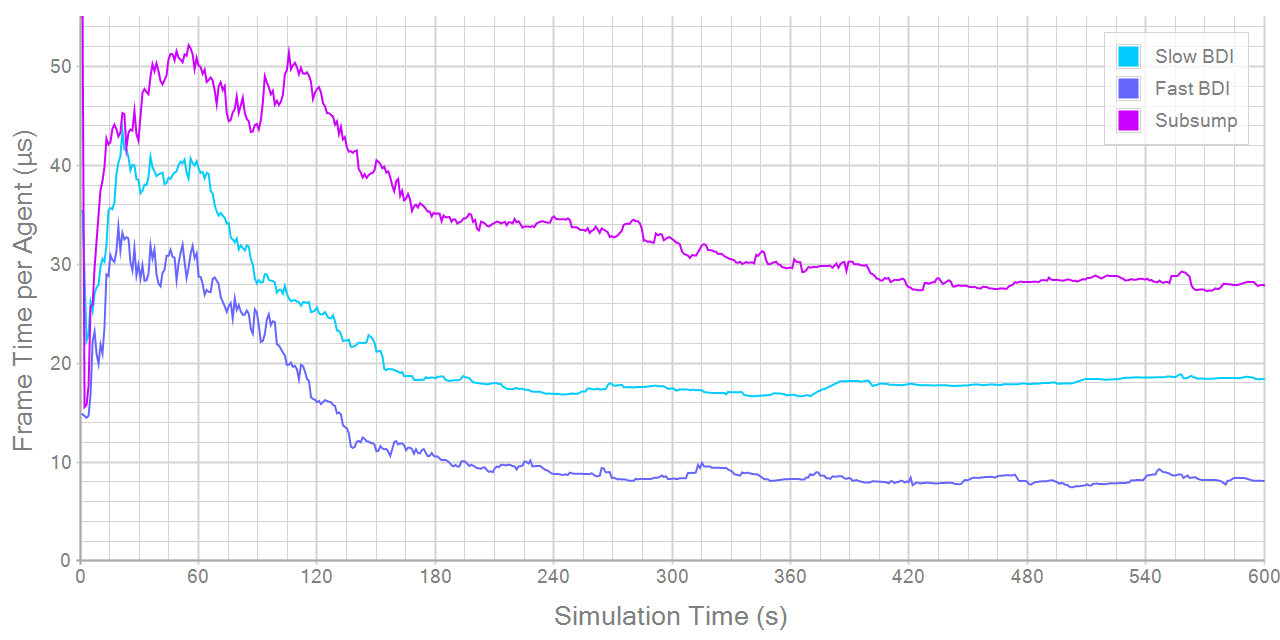 50
40
30
20
10
0
Frame Time per Agent (µs)
Slow BDI
Fast BDI
Subsump
0 60 120 180 240 300 360 420 480 540 600
Simulation Time (s)